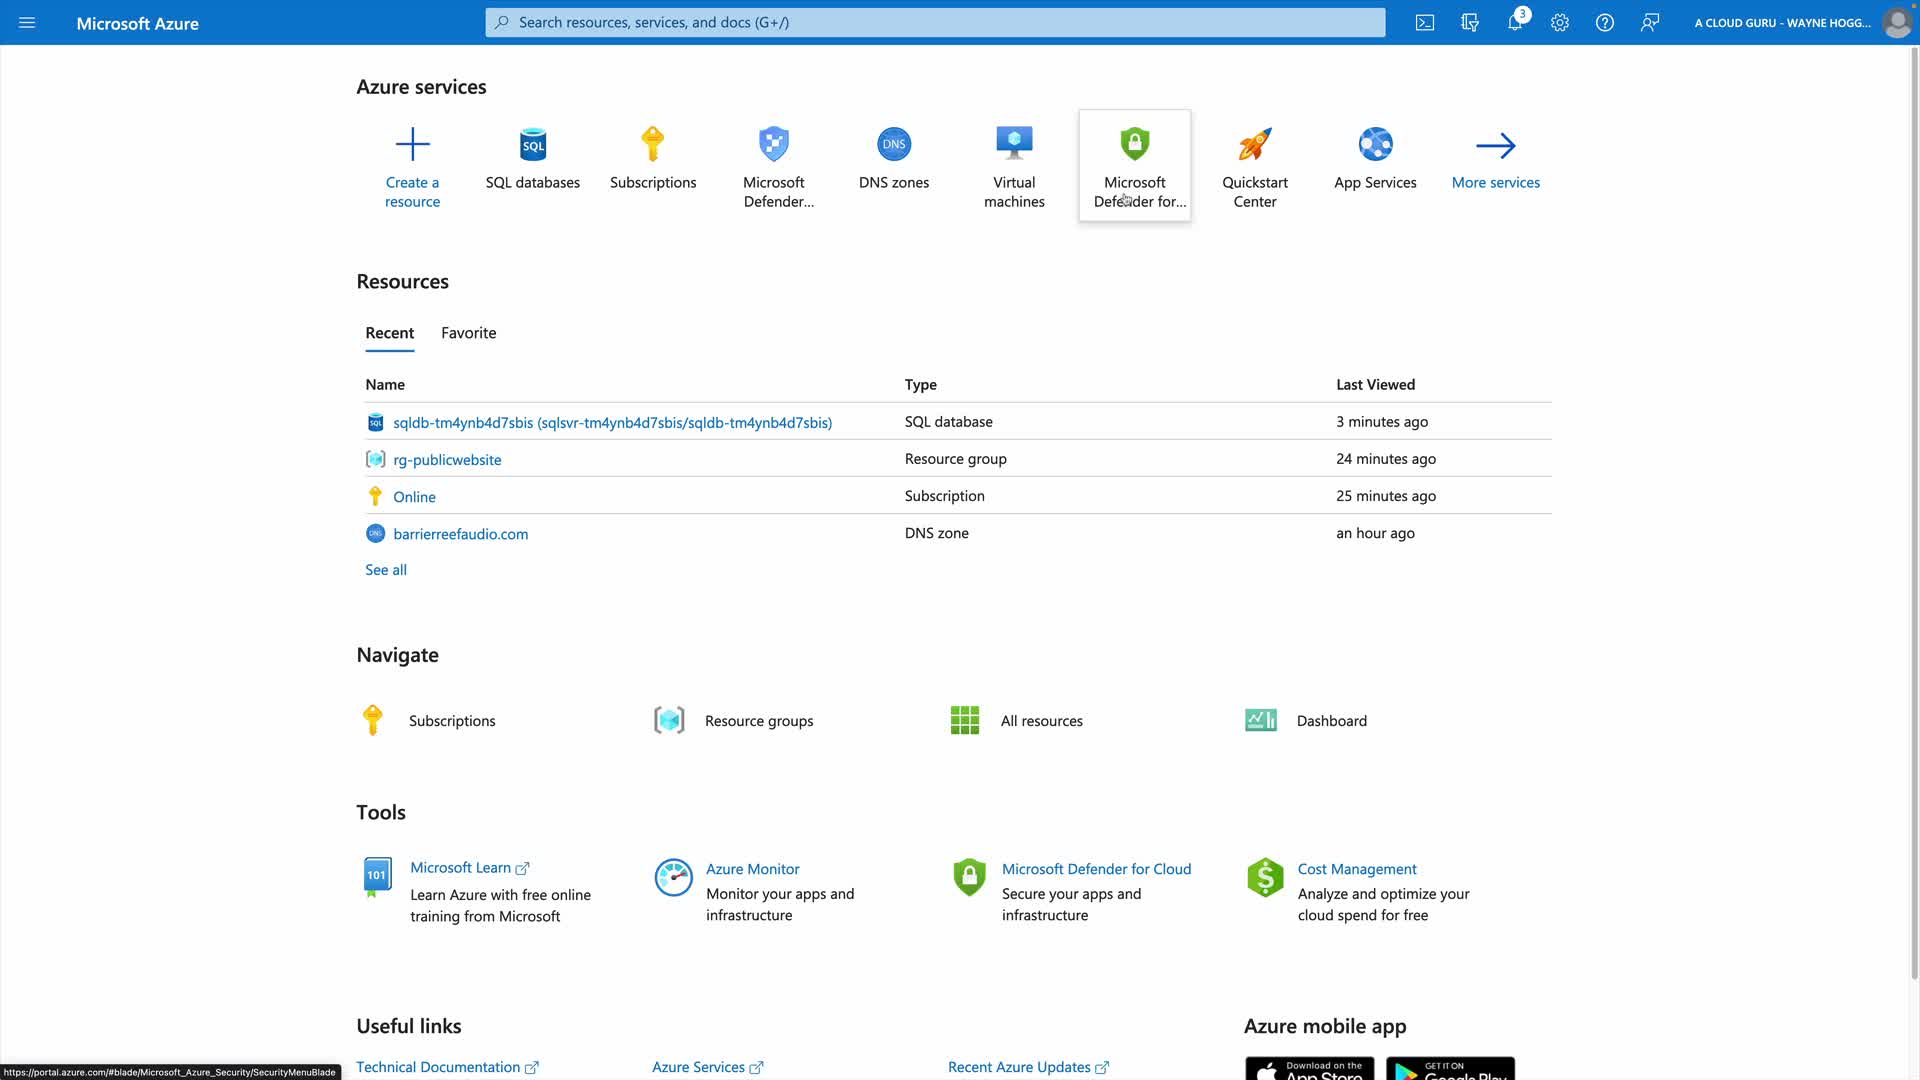 Microsoft Azure
Search resources, services, and docs (G+/)
3
A CLOUD GURU - WAYNE HOGG...
Azure services
Create a
resource
SQL
SQL databases
Subscriptions
Microsoft
Defender...
DNS
DNS zones
Virtual
machines
Microsoft
Defender for...
Quickstart
Center
App Services
More services
Resources
Recent
Favorite
Name
Type
Last Viewed
SQL
sqldb-tm4ynb4d7sbis (sqlsvr-tm4ynb4d7sbis/sqldb-tm4ynb4d7sbis)
SQL database
3 minutes ago
rg-publicwebsite
Resource group
24 minutes ago
Online
Subscription
25 minutes ago
DNS
barrierreefaudio.com
DNS zone
an hour ago
See all
Navigate
Subscriptions
Resource groups
All resources
Dashboard
Tools
101
Microsoft Learn
Learn Azure with free online
training from Microsoft
Azure Monitor
Monitor your apps and
infrastructure
Microsoft Defender for Cloud
Secure your apps and
infrastructure
$
Cost Management
Analyze and optimize your
cloud spend for free
Useful links
Azure mobile app
Technical Documentation
Azure Services
Recent Azure Updates
Download on the
App Store
GET IT ON
Google Play
https://portal.azure.com/#blade/Microsoft_Azure_Security/SecurityMenuBlade